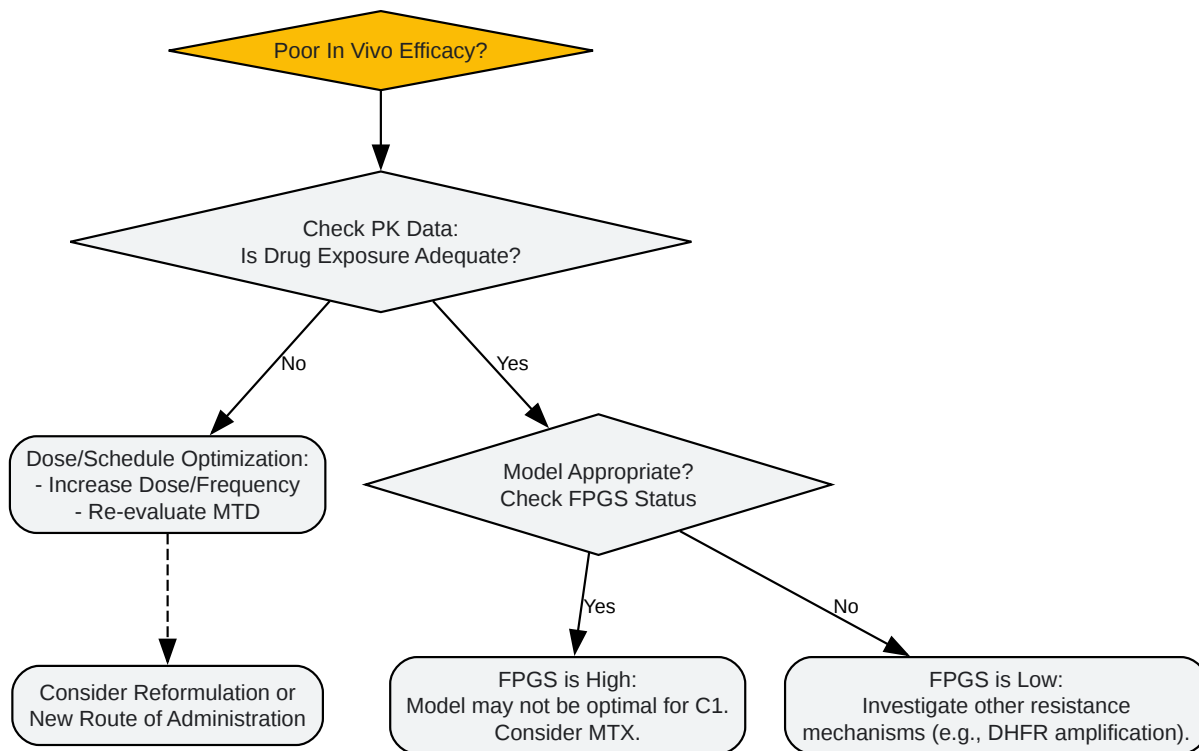 Poor In Vivo Efficacy?
Check PK Data:
Is Drug Exposure Adequate?
No
Yes
Dose/Schedule Optimization:
- Increase Dose/Frequency
- Re-evaluate MTD
Model Appropriate?
Check FPGS Status
Yes
No
Consider Reformulation or
New Route of Administration
FPGS is High:
Model may not be optimal for C1.
Consider MTX.
FPGS is Low:
Investigate other resistance
mechanisms (e.g., DHFR amplification).